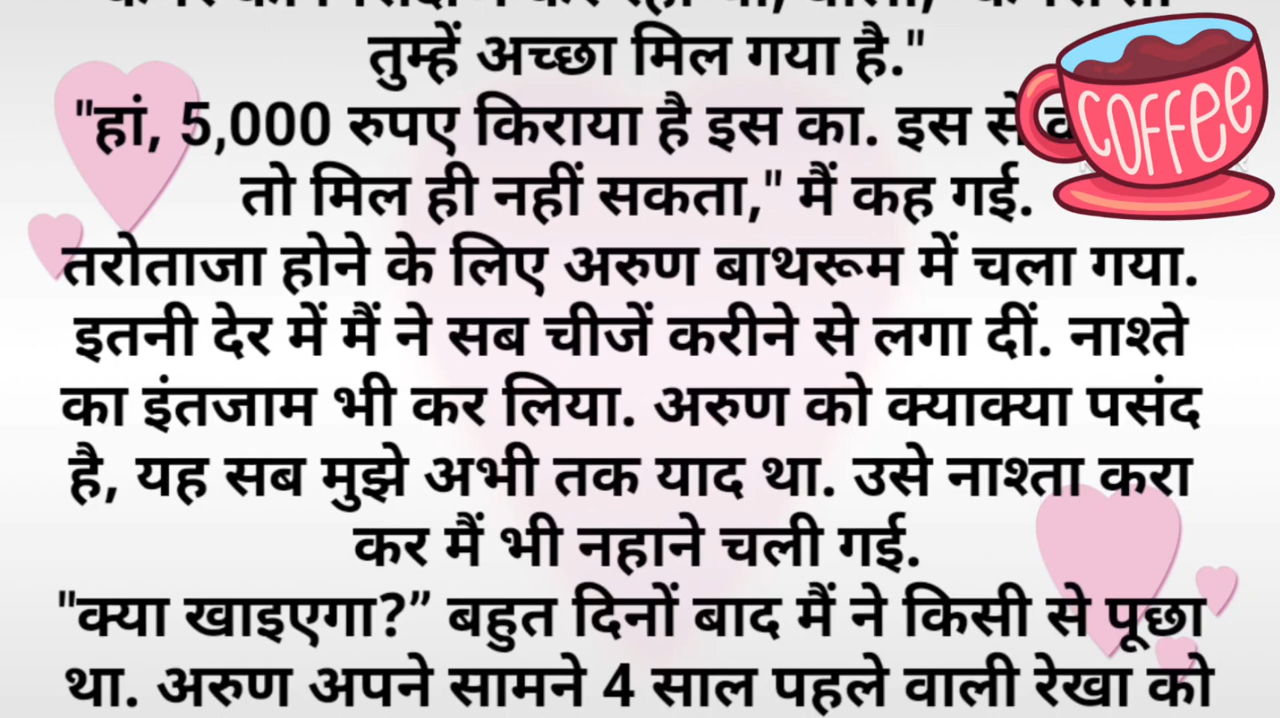 तुम्हें अच्छा मिल गया है."
"हां, 5,000 रुपए किराया है इस का. इस से
तो मिल ही नहीं सकता," मैं कह गई.
तरोताजा होने के लिए अरुण बाथरूम में चला गया.
इतनी देर में मैं ने सब चीजें करीने से लगा दीं. नाश्ते
का इंतजाम भी कर लिया. अरुण को क्याक्या पसंद
है, यह सब मुझे अभी तक याद था. उसे नाश्ता करा
कर मैं भी नहाने चली गई.
"क्या खाइएगा?” बहुत दिनों बाद मैं ने किसी से पूछा
था. अरुण अपने सामने 4 साल पहले वाली रेखा को
COFFee